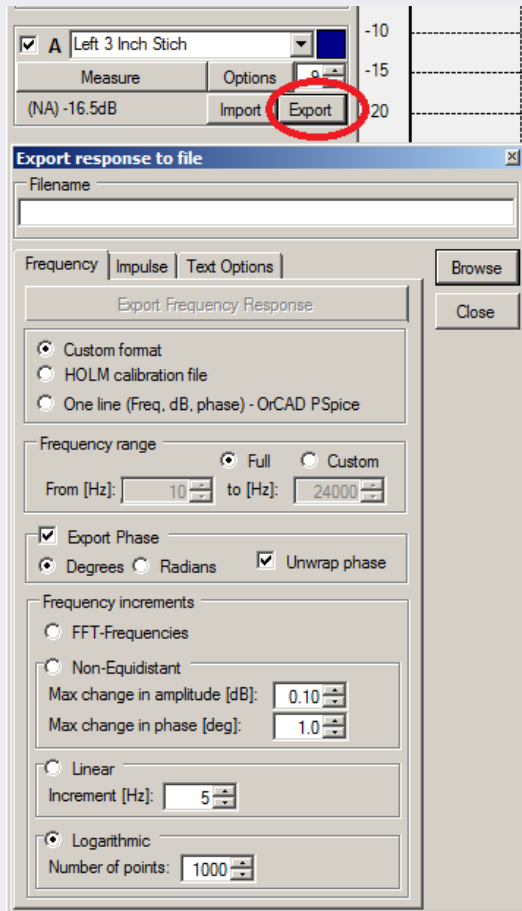 A Left 3 Inch Stich
-10
Measure Options 9
-15
(NA) -16.5dB Import Export
-20
Export response to file
Filename
Frequency Impulse Text Options
Browse
Export Frequency Response
Close
Custom format
HOLM calibration file
One line (Freq, dB, phase) - OrCAD PSpice
Frequency range
Full Custom
From [Hz]: 10 to [Hz]: 24000
Export Phase
Degrees Radians Unwrap phase
Frequency increments
FFT-Frequencies
Non-Equidistant
Max change in amplitude [dB]: 0.10
Max change in phase [deg]: 1.0
Linear
Increment [Hz]: 5
Logarithmic
Number of points: 1000